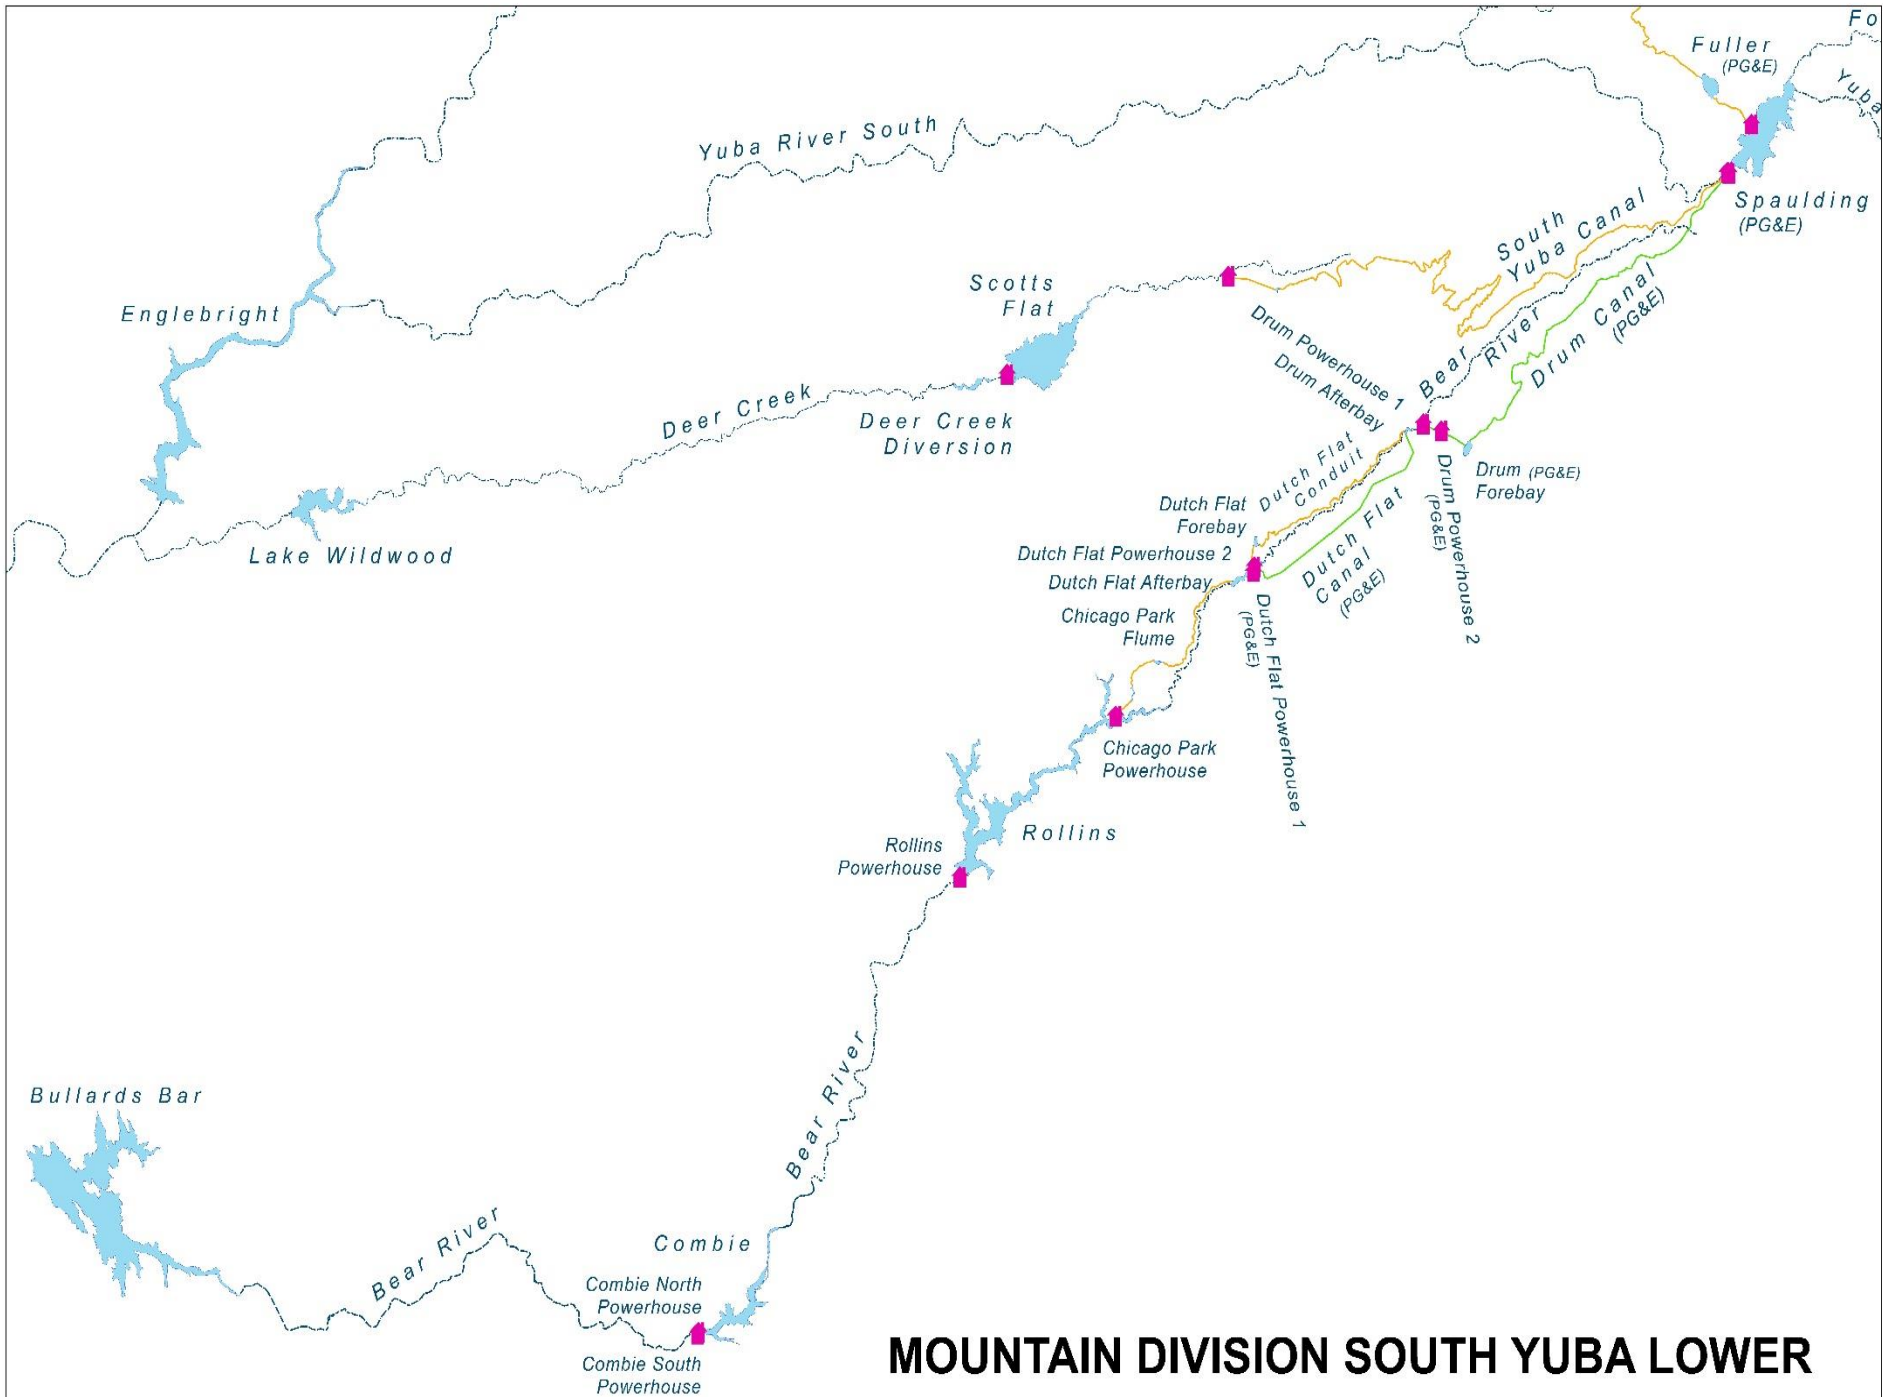 Fo
Fuller
(PG&E)
Yuba
Yuba River South
Spaulding
(PG&E)
South
Yuba Canal
Scotts
Flat
Englebright
Drum Canal
(PG&E)
Bear
River
Drum Powerhouse 1
Drum Afterbay
Deer Creek
Deer Creek
Diversion
Drum (PG&E)
Forebay
Drum Powerhouse 2
(PG&E)
Dutch Flat
Conduit
Dutch Flat
Forebay
Dutch Flat
Canal
(PG&E)
Lake Wildwood
Dutch Flat Powerhouse 2
Dutch Flat Afterbay
Chicago Park
Flume
Dutch Flat Powerhouse 1
(PG&E)
Chicago Park
Powerhouse
Rollins
Rollins
Powerhouse
Bear River
Bullards Bar
Bear River
Combie
Combie North
Powerhouse
Combie South
Powerhouse
MOUNTAIN DIVISION SOUTH YUBA LOWER